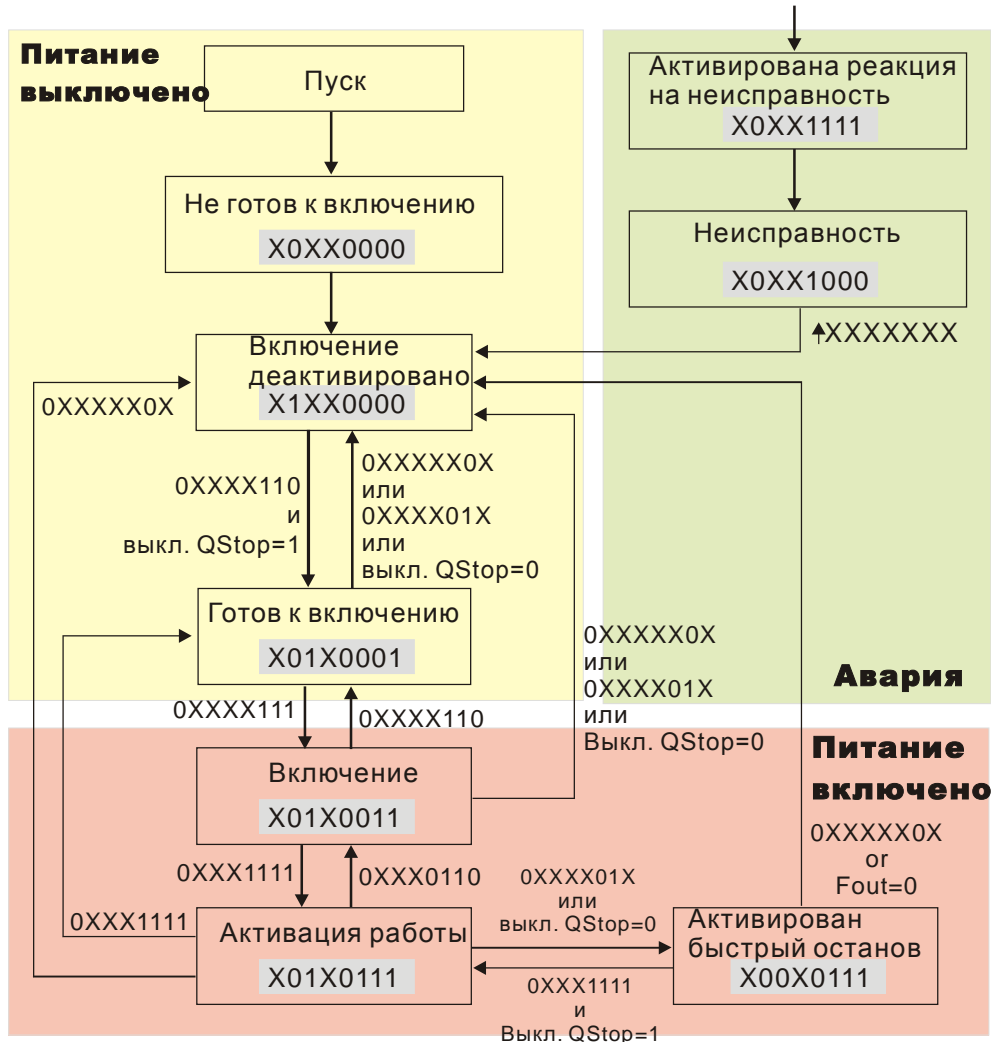 Питание
выключено
Пуск
Не готов к включению
X0XX0000
Включение
деактивировано
X1XX0000
0XXXXX0X
0XXXX110
и
выкл. QStop=1
0XXXXX0X
или
0XXXX01X
или
выкл. QStop=0
Готов к включению
X01X0001
0XXXX111
0XXXX110
Активирована реакция
на неисправность
X0XX1111
Неисправность
X0XX1000
XXXXXXX
0XXXXX0X
или
0XXXX01X
или
Выкл. QStop=0
Авария
Питание
включено
Включение
X01X0011
0XXX1111
0XXX0110
0XXX1111
Активация работы
X01X0111
0XXXX01X
или
выкл. QStop=0
0XXX1111
и
Выкл. QStop=1
0XXXXX0X
or
Fout=0
Активирован
быстрый останов
X00X0111